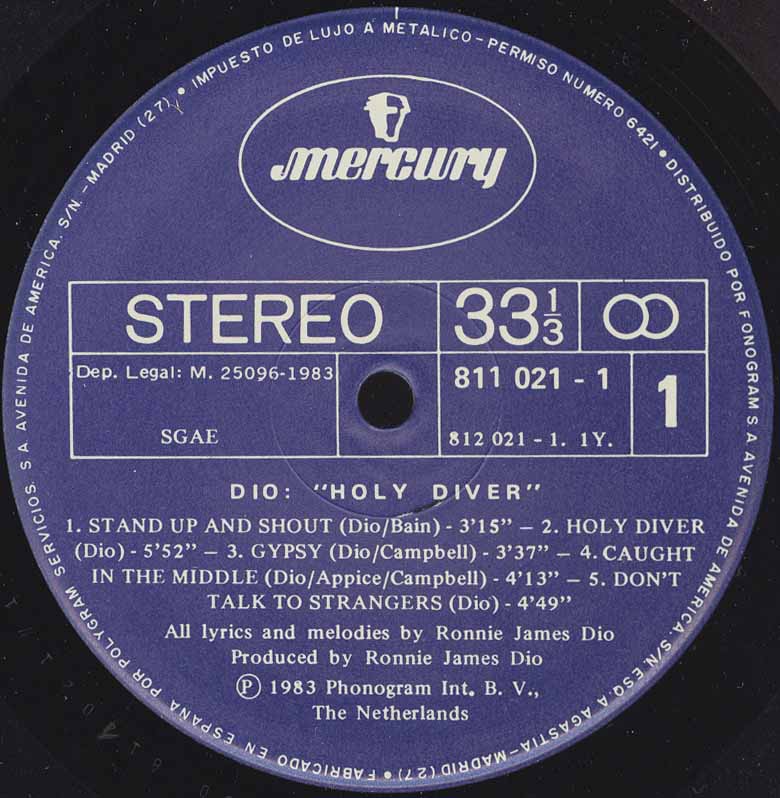 IMPUESTO DE LUJO A METALICO - PERMISO NUMERO 6421 • DISTRIBUIDO POR FONOGRAM S A AVENIDA DE AMERICA. S/N ESQ. A AGASTIA-MADRID (27) • FABRICADO EN ESPAÑA POR POLYGRAM SERVICIOS. S A AVENIDA DE AMERICA. S/N. - MADRID (27) •
mercury
STEREO 33 1/3
Dep. Legal: M. 25096-1983 811 021 - 1 1
SGAE 812 021 - 1. 1Y.
DIO: "HOLY DIVER"
1. STAND UP AND SHOUT (Dio/Bain) - 3'15" — 2. HOLY DIVER
(Dio) - 5'52" — 3. GYPSY (Dio/Campbell) - 3'37" — 4. CAUGHT
IN THE MIDDLE (Dio/Appice/Campbell) - 4'13" — 5. DON'T
TALK TO STRANGERS (Dio) - 4'49"
All lyrics and melodies by Ronnie James Dio
Produced by Ronnie James Dio
Ⓟ 1983 Phonogram Int. B. V.,
The Netherlands